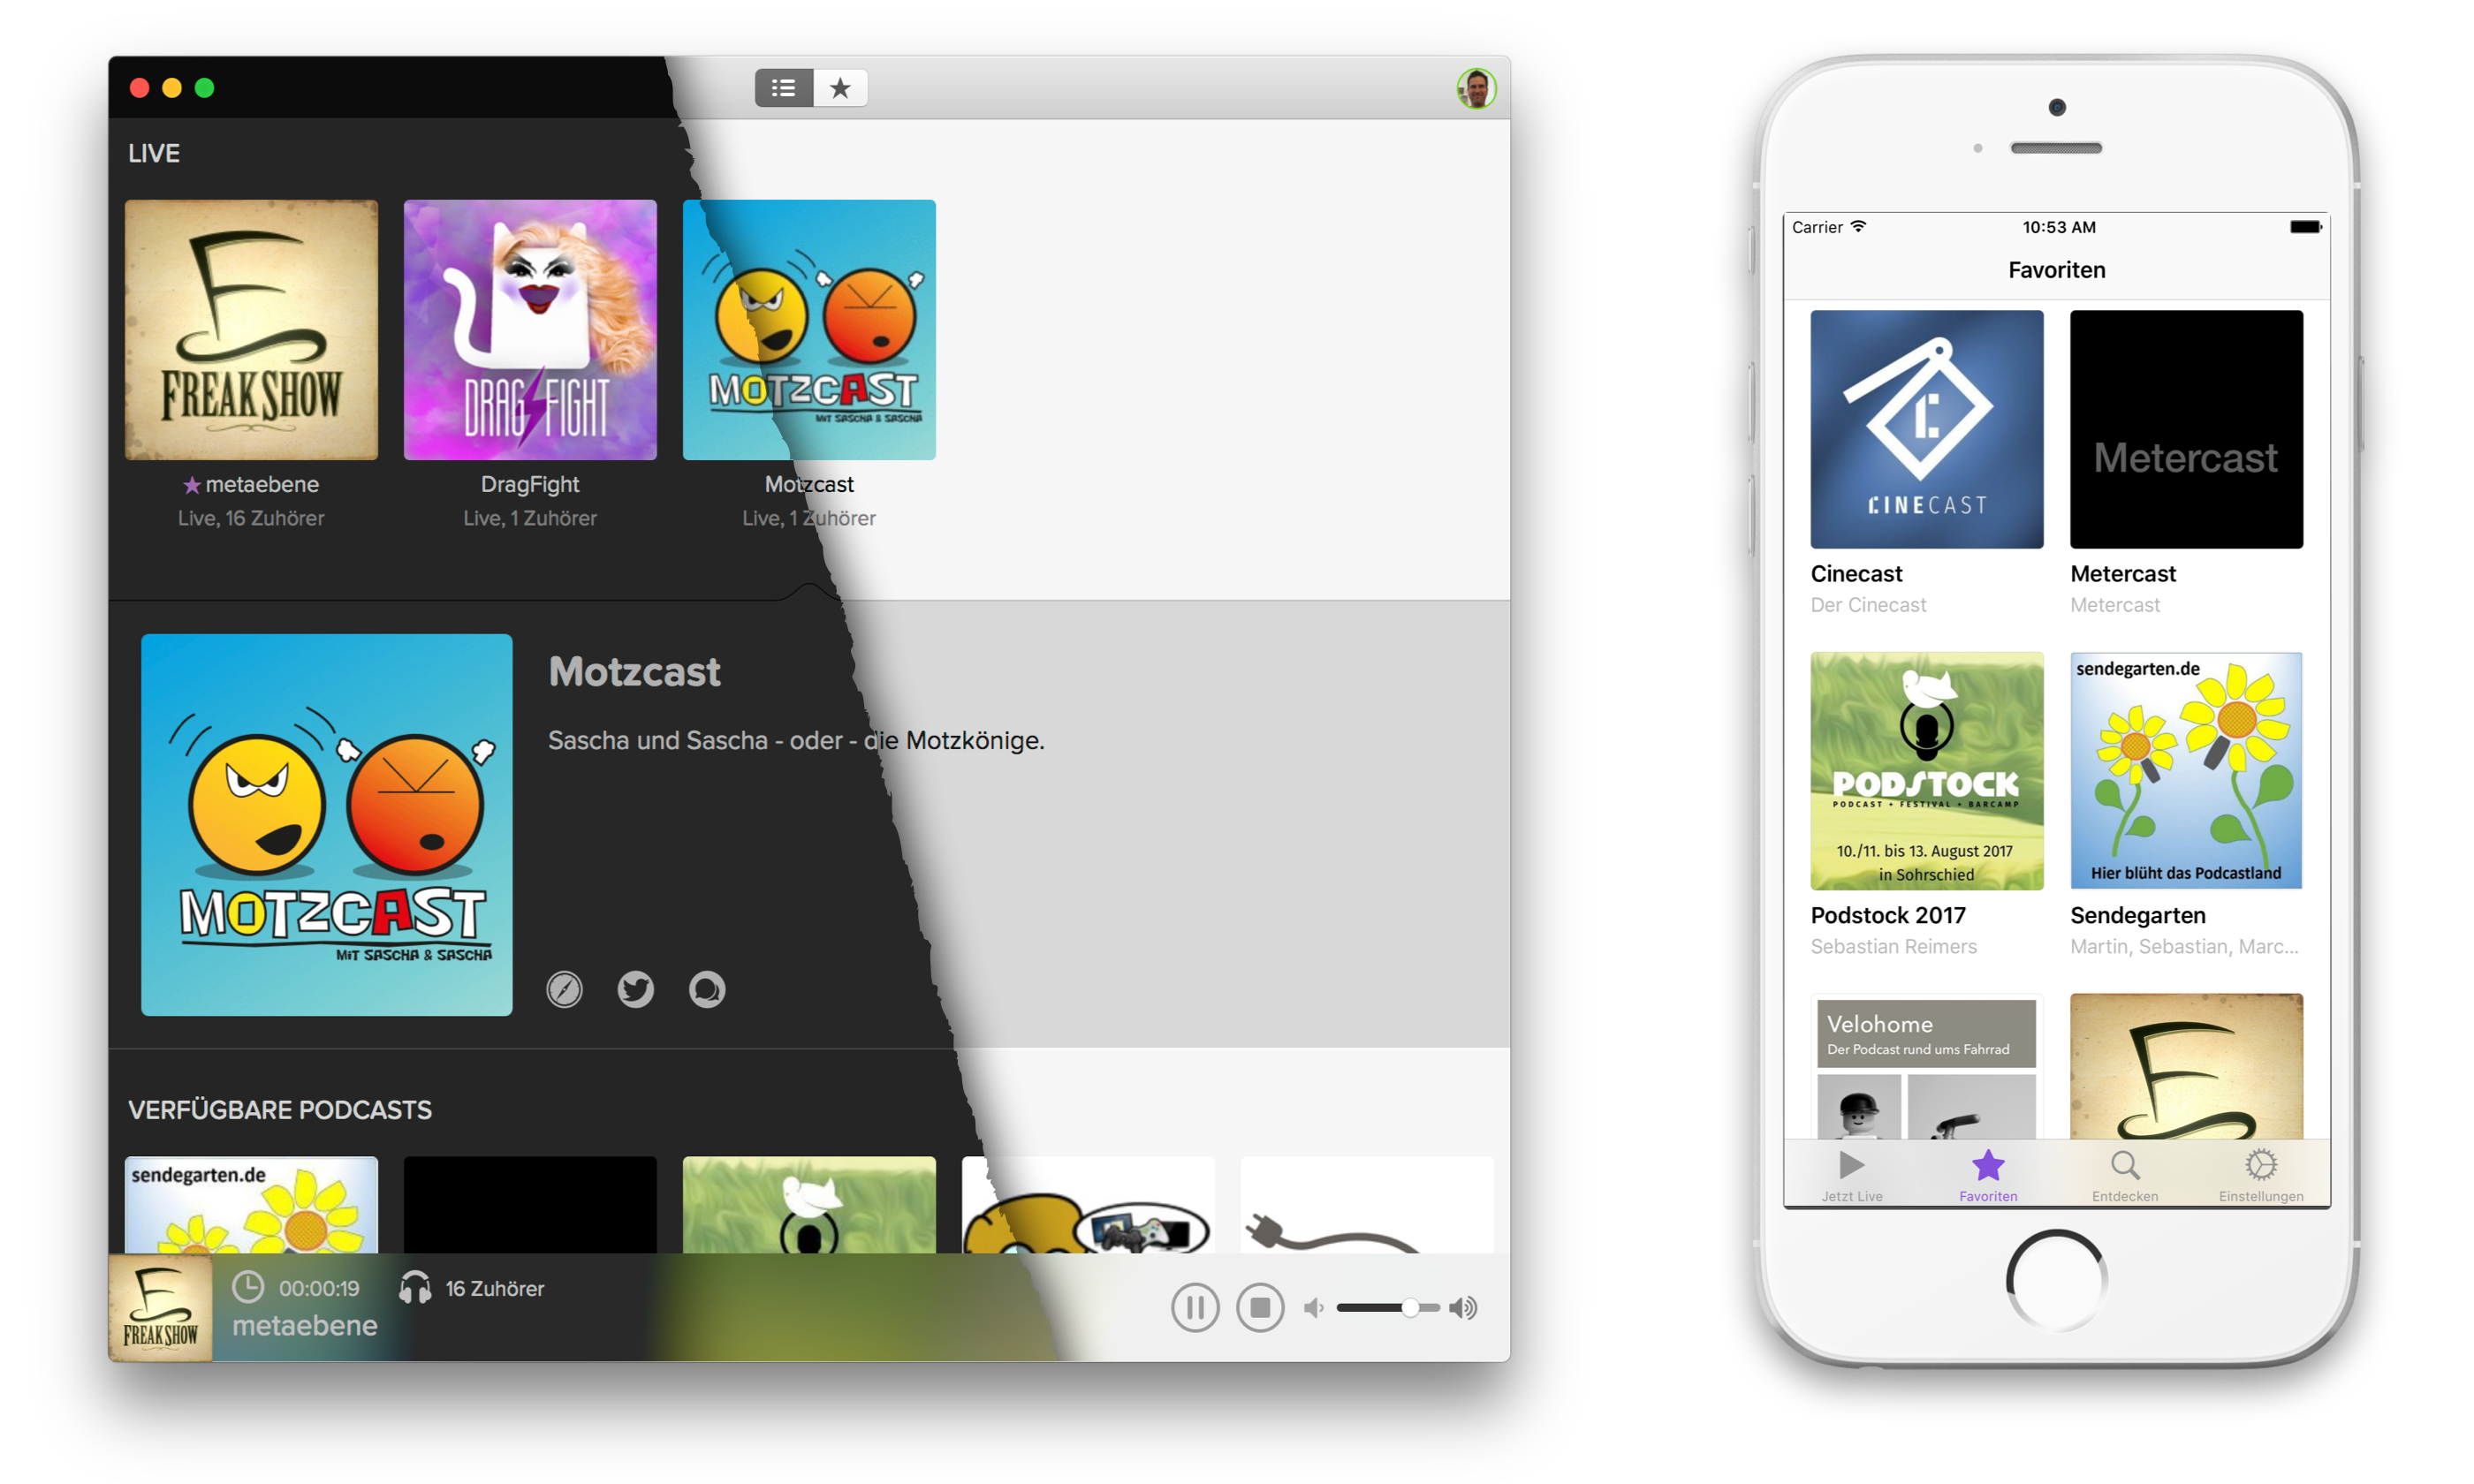 LIVE
FREAK SHOW
DRAG FIGHT
MOTZCAST
MIT SASCHA & SASCHA
metaebene
Live, 16 Zuhörer
DragFight
Live, 1 Zuhörer
Motzcast
Live, 1 Zuhörer
MOTZCAST
MIT SASCHA & SASCHA
Motzcast
Sascha und Sascha - oder - die Motzkönige.
VERFÜGBARE PODCASTS
sendegarten.de
FREAK SHOW
00:00:19
16 Zuhörer
metaebene
Carrier
10:53 AM
Favoriten
CINECAST
Metercast
Cinecast
Der Cinecast
Metercast
Metercast
PODSTOCK
PODCAST • FESTIVAL • BARCAMP
10./11. bis 13. August 2017
in Sohrschied
sendegarten.de
Hier blüht das Podcastland
Podstock 2017
Sebastian Reimers
Sendegarten
Martin, Sebastian, Marc...
Velohome
Der Podcast rund ums Fahrrad
Jetzt Live
Favoriten
Entdecken
Einstellungen